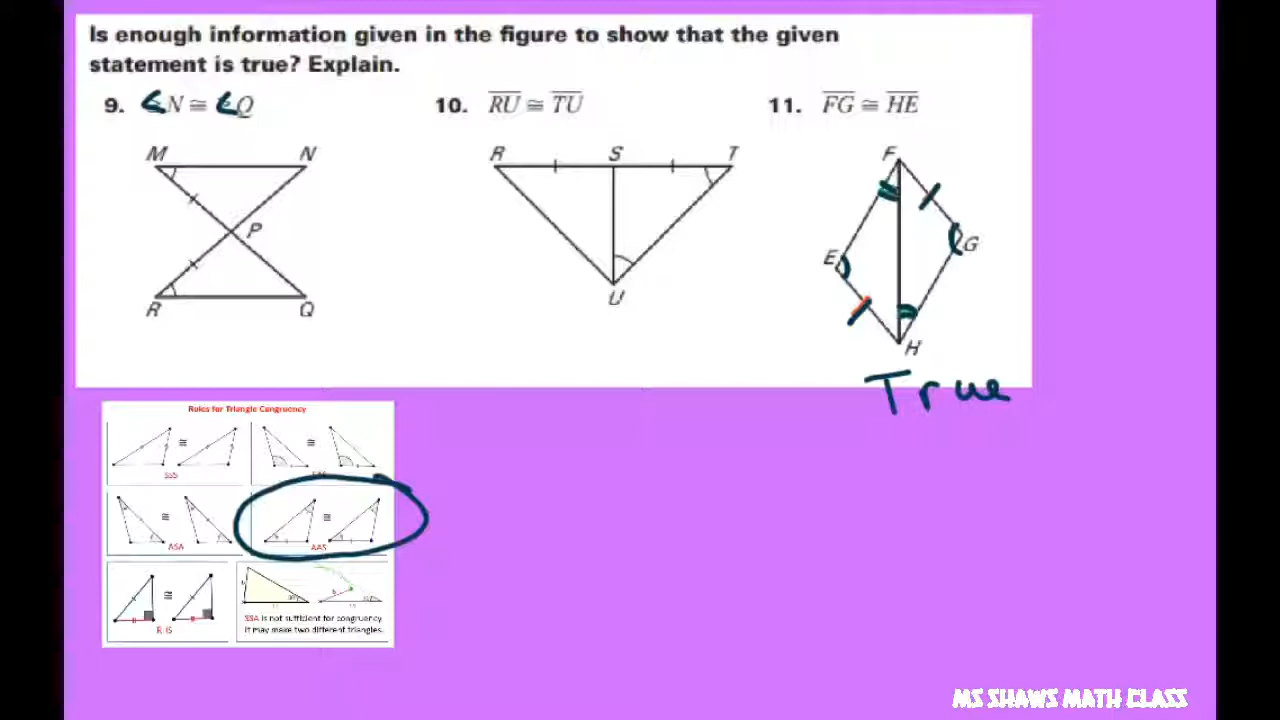 Is enough information given in the figure to show that the given
statement is true? Explain.
9. ∠N ≅ ∠Q
10. RU ≅ TU
11. FG ≅ HE
M N
P
R Q
R S T
U
F
E G
H
True
Rules for Triangle Congruency
≅ ≅
SSS
≅ ≅
ASA AAS
≅
SSA is not sufficient for congruency
it may make two different triangles.
MS SHAWS MATH CLASS